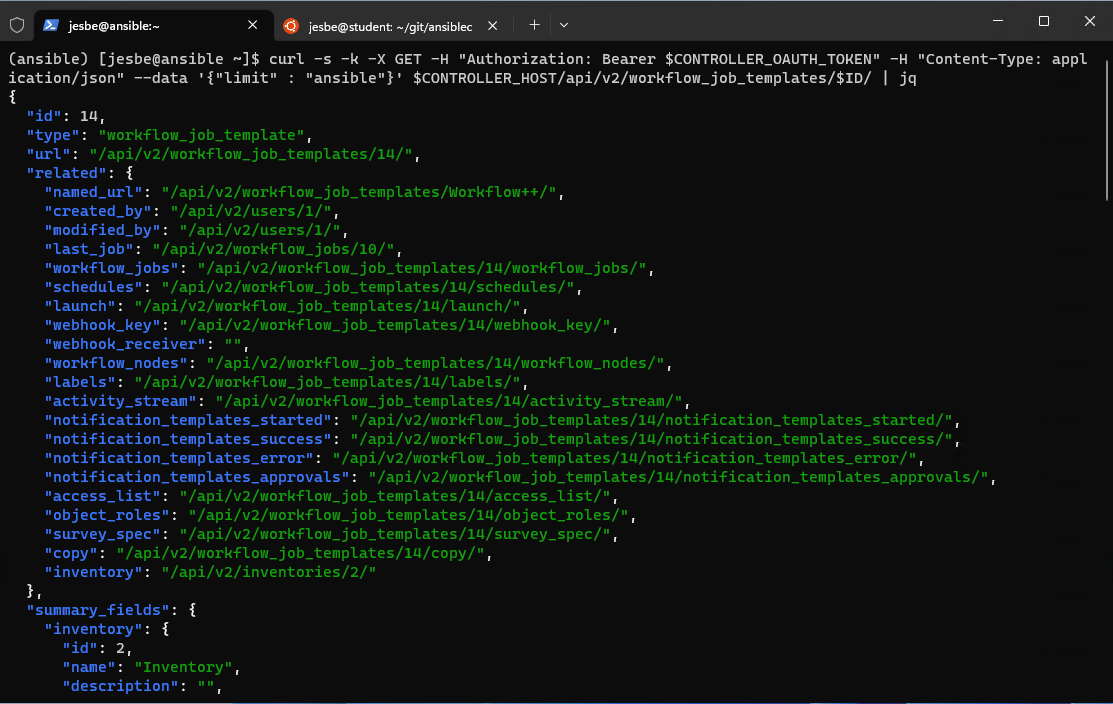 jesbe@ansible:~
jesbe@student: ~/git/ansiblec
(ansible) [jesbe@ansible ~]$ curl -s -k -X GET -H "Authorization: Bearer $CONTROLLER_OAUTH_TOKEN" -H "Content-Type: appl
ication/json" --data '{"limit" : "ansible"}' $CONTROLLER_HOST/api/v2/workflow_job_templates/$ID/ | jq
{
  "id": 14,
  "type": "workflow_job_template",
  "url": "/api/v2/workflow_job_templates/14/",
  "related": {
    "named_url": "/api/v2/workflow_job_templates/Workflow++/",
    "created_by": "/api/v2/users/1/",
    "modified_by": "/api/v2/users/1/",
    "last_job": "/api/v2/workflow_jobs/10/",
    "workflow_jobs": "/api/v2/workflow_job_templates/14/workflow_jobs/",
    "schedules": "/api/v2/workflow_job_templates/14/schedules/",
    "launch": "/api/v2/workflow_job_templates/14/launch/",
    "webhook_key": "/api/v2/workflow_job_templates/14/webhook_key/",
    "webhook_receiver": "",
    "workflow_nodes": "/api/v2/workflow_job_templates/14/workflow_nodes/",
    "labels": "/api/v2/workflow_job_templates/14/labels/",
    "activity_stream": "/api/v2/workflow_job_templates/14/activity_stream/",
    "notification_templates_started": "/api/v2/workflow_job_templates/14/notification_templates_started/",
    "notification_templates_success": "/api/v2/workflow_job_templates/14/notification_templates_success/",
    "notification_templates_error": "/api/v2/workflow_job_templates/14/notification_templates_error/",
    "notification_templates_approvals": "/api/v2/workflow_job_templates/14/notification_templates_approvals/",
    "access_list": "/api/v2/workflow_job_templates/14/access_list/",
    "object_roles": "/api/v2/workflow_job_templates/14/object_roles/",
    "survey_spec": "/api/v2/workflow_job_templates/14/survey_spec/",
    "copy": "/api/v2/workflow_job_templates/14/copy/",
    "inventory": "/api/v2/inventories/2/"
  },
  "summary_fields": {
    "inventory": {
      "id": 2,
      "name": "Inventory",
      "description": "",